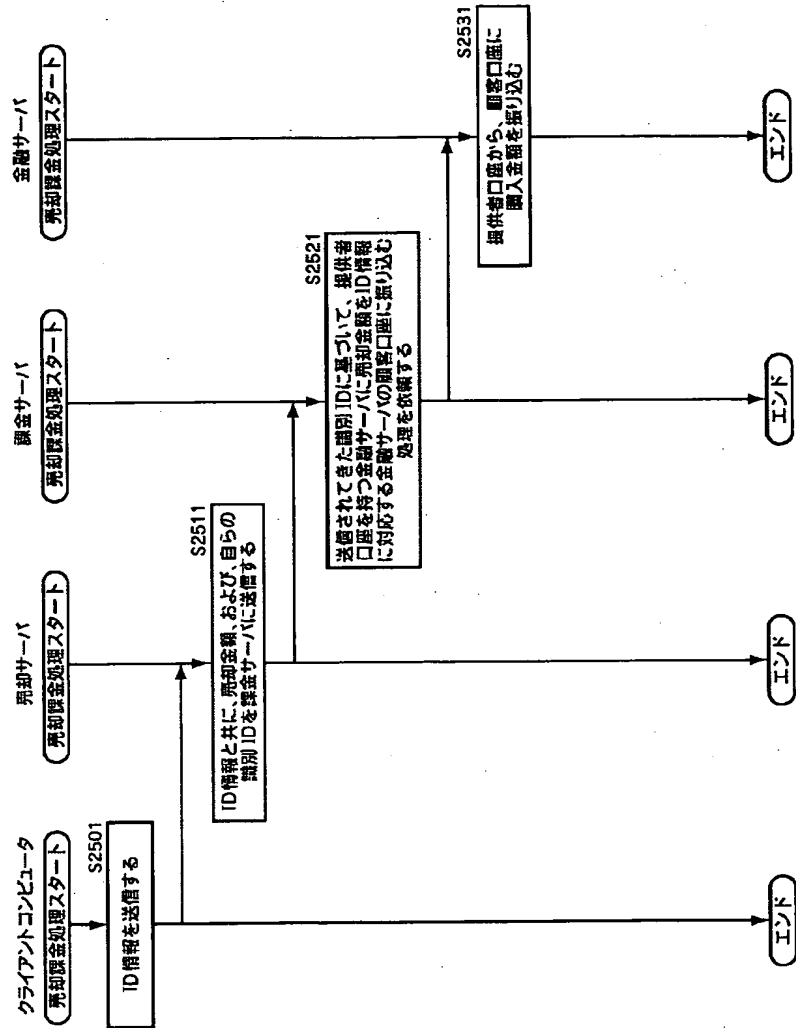 クライアントコンピュータ
売却課金処理スタート
S2501
ID情報を送信する
エンド
売却サーバ
売却課金処理スタート
S2511
ID情報と共に、売却金額、および、自らの
識別IDを課金サーバに送信する
エンド
課金サーバ
売却課金処理スタート
S2521
送信されてきた識別IDに基づいて、提供者
口座を持つ金融サーバに売却金額をID情報
に対応する金融サーバの顧客口座に振り込む
処理を依頼する
エンド
金融サーバ
売却課金処理スタート
S2531
提供者口座から、顧客口座に
購入金額を振り込む
エンド